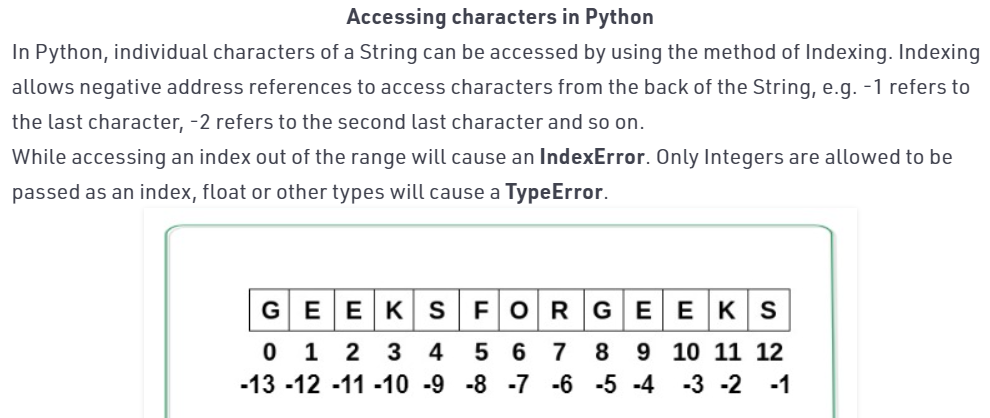 Accessing characters in Python
In Python, individual characters of a String can be accessed by using the method of Indexing. Indexing
allows negative address references to access characters from the back of the String, e.g. -1 refers to
the last character, -2 refers to the second last character and so on.
While accessing an index out of the range will cause an IndexError. Only Integers are allowed to be
passed as an index, float or other types will cause a TypeError.
G E E K S F O R G E E K S
0 1 2 3 4 5 6 7 8 9 10 11 12
-13 -12 -11 -10 -9 -8 -7 -6 -5 -4 -3 -2 -1